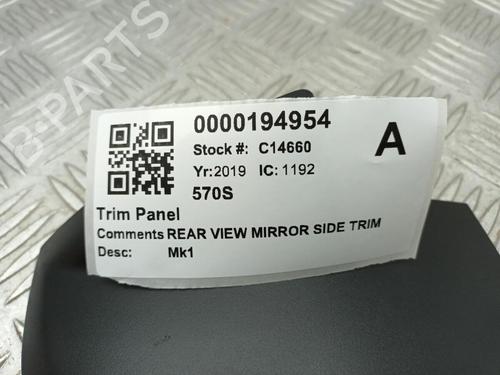 0000194954
A
Stock #: C14660
Yr:2019 IC: 1192
570S
Trim Panel
Comments REAR VIEW MIRROR SIDE TRIM
Desc: Mk1
B-PARTS